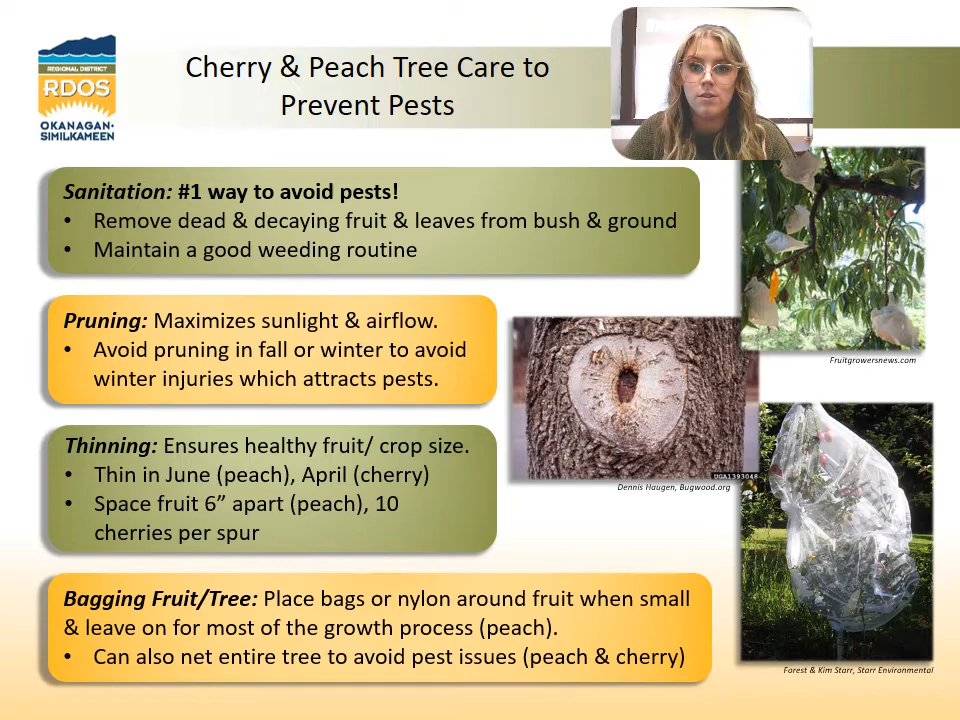 REGIONAL DISTRICT
RDOS
OKANAGAN·
SIMILKAMEEN
Cherry & Peach Tree Care to
Prevent Pests
Sanitation: #1 way to avoid pests!
• Remove dead & decaying fruit & leaves from bush & ground
• Maintain a good weeding routine
Pruning: Maximizes sunlight & airflow.
• Avoid pruning in fall or winter to avoid
winter injuries which attracts pests.
Thinning: Ensures healthy fruit/ crop size.
• Thin in June (peach), April (cherry)
• Space fruit 6” apart (peach), 10
cherries per spur
Bagging Fruit/Tree: Place bags or nylon around fruit when small
& leave on for most of the growth process (peach).
• Can also net entire tree to avoid pest issues (peach & cherry)
Fruitgrowersnews.com
UGA1393048
Dennis Haugen, Bugwood.org
Forest & Kim Starr, Starr Environmental